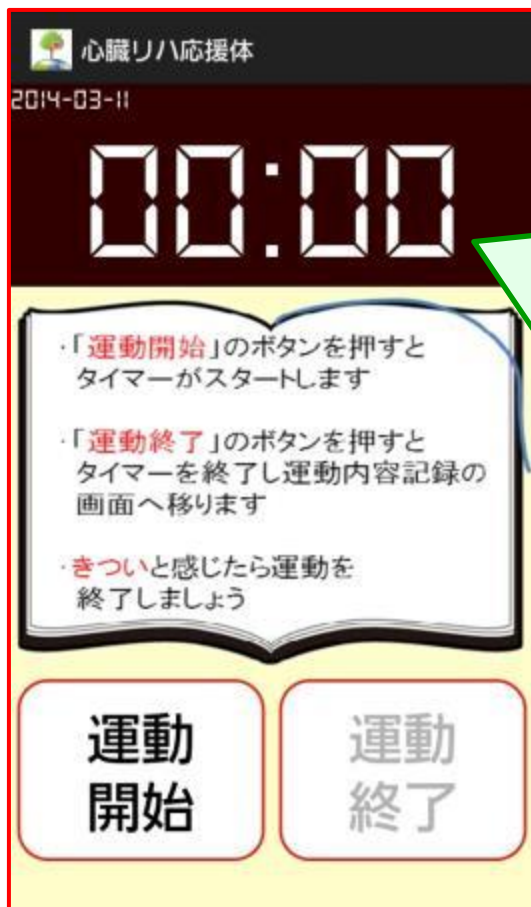 心臓リハ応援体
2014-03-11
00:00
・「運動開始」のボタンを押すと
タイマーがスタートします
・「運動終了」のボタンを押すと
タイマーを終了し運動内容記録の
画面へ移ります
・きついと感じたら運動を
終了しましょう
運動
開始
運動
終了